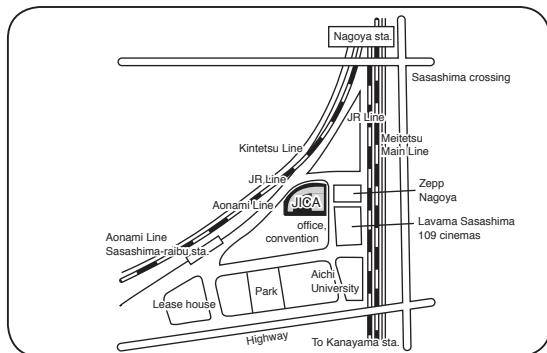 Nagoya sta.
Sasashima crossing
JR Line
Kintetsu Line
Meitetsu
Main Line
JR Line
Zepp
Nagoya
Aonami Line
JICA
office,
convention
Lavama Sasashima
109 cinemas
Aonami Line
Sasashima-raibu sta.
Aichi
University
Park
Lease house
Highway
To Kanayama sta.